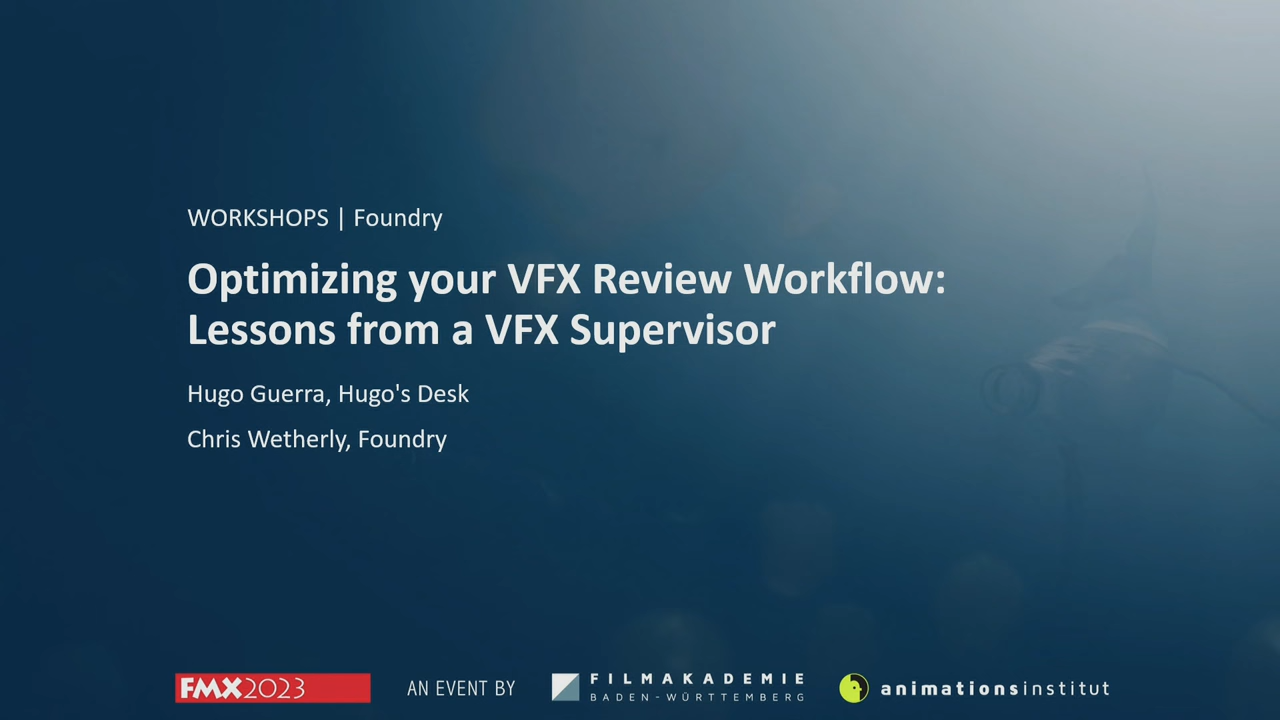 WORKSHOPS | Foundry
Optimizing your VFX Review Workflow:
Lessons from a VFX Supervisor
Hugo Guerra, Hugo's Desk
Chris Wetherly, Foundry
FMX2023 AN EVENT BY FILMAKADEMIE BADEN-WÜRTTEMBERG animationsinstitut